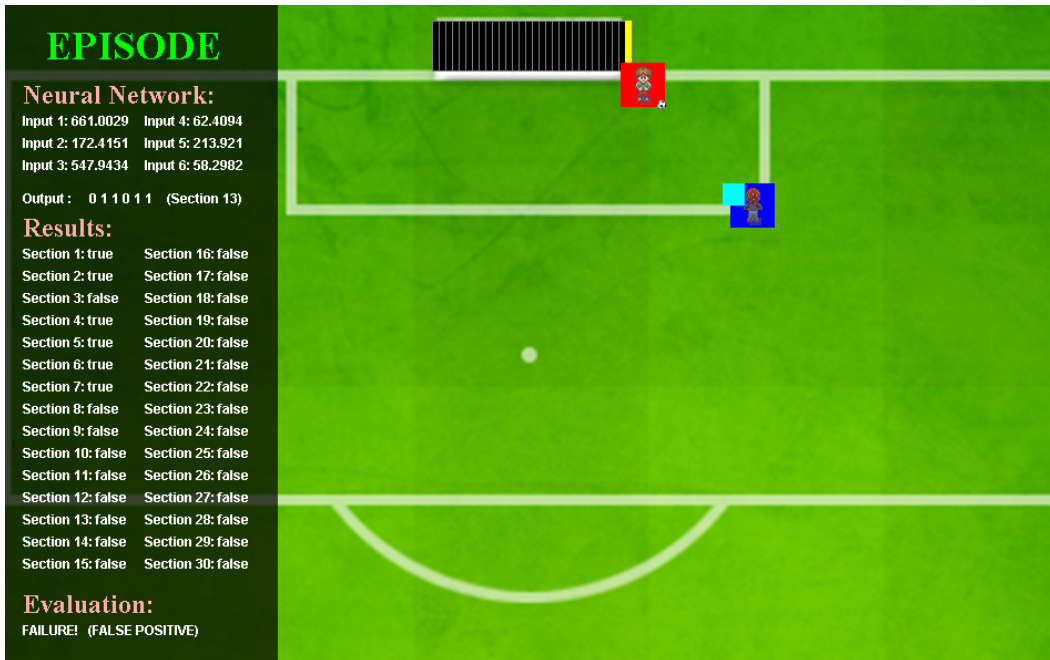 EPISODE
Neural Network:
Input 1: 661.0029 Input 4: 62.4094
Input 2: 172.4151 Input 5: 213.921
Input 3: 547.9434 Input 6: 58.2982
Output : 0 1 1 0 1 1 (Section 13)
Results:
Section 1: true Section 16: false
Section 2: true Section 17: false
Section 3: false Section 18: false
Section 4: true Section 19: false
Section 5: true Section 20: false
Section 6: true Section 21: false
Section 7: true Section 22: false
Section 8: false Section 23: false
Section 9: false Section 24: false
Section 10: false Section 25: false
Section 11: false Section 26: false
Section 12: false Section 27: false
Section 13: false Section 28: false
Section 14: false Section 29: false
Section 15: false Section 30: false
Evaluation:
FAILURE! (FALSE POSITIVE)